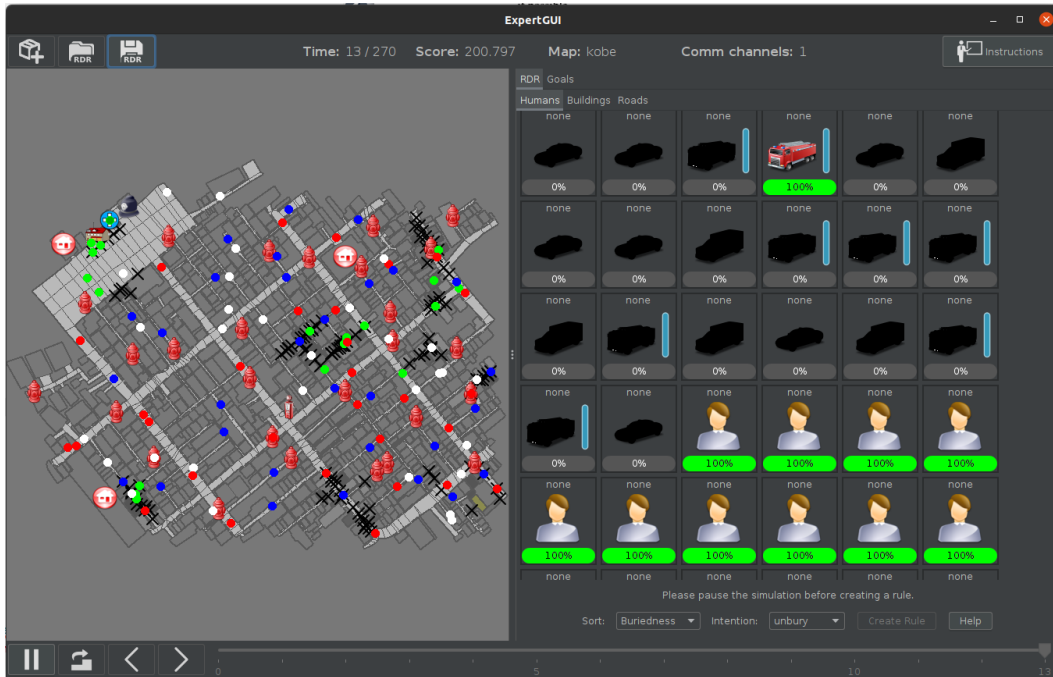 ExpertGUI
RDR RDR Time: 13 / 270 Score: 200.797 Map: kobe Comm channels: 1 Instructions
RDR Goals
Humans Buildings Roads
none none none none none none
0% 0% 0% 100% 0% 0%
none none none none none none
0% 0% 0% 0% 0% 0%
none none none none none none
0% 0% 0% 0% 0% 0%
none none none none none none
0% 0% 100% 100% 100% 100%
none none none none none none
100% 100% 100% 100% 100% 100%
none none none none none none
Please pause the simulation before creating a rule.
Sort: Buriedness Intention: unbury Create Rule Help
0 5 10 13